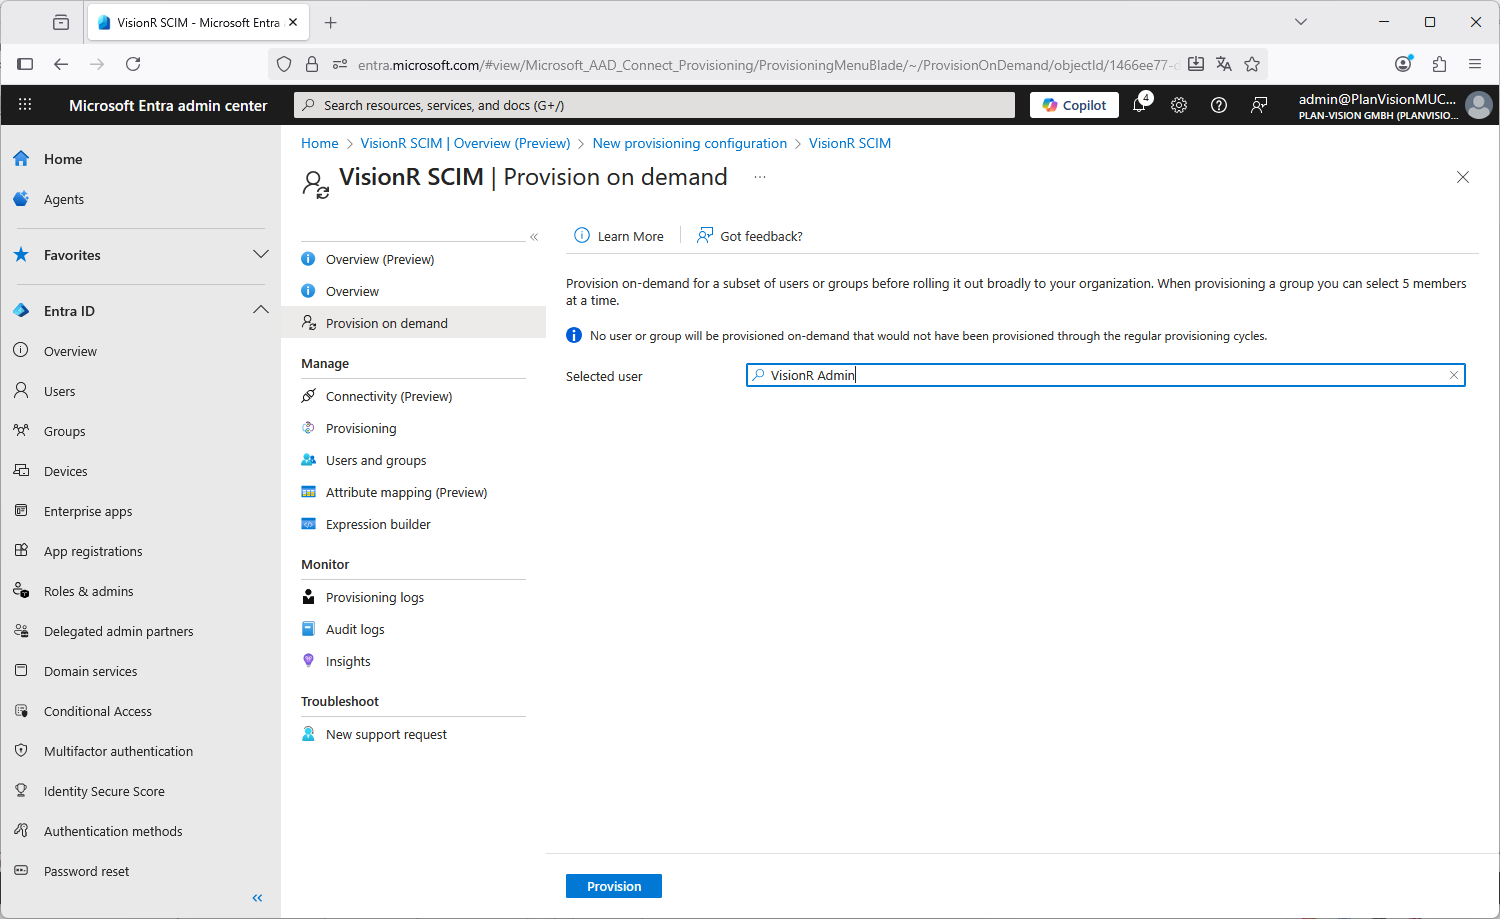 VisionR SCIM - Microsoft Entra
entra.microsoft.com/#view/Microsoft_AAD_Connect_Provisioning/ProvisioningMenuBlade/~/ProvisionOnDemand/objectId/1466ee77-
Microsoft Entra admin center
Search resources, services, and docs (G+/)
Copilot
4
admin@PlanVisionMUC...
PLAN-VISION GMBH (PLANVISIO...
Home
Agents
Favorites
Entra ID
Overview
Users
Groups
Devices
Enterprise apps
App registrations
Roles & admins
Delegated admin partners
Domain services
Conditional Access
Multifactor authentication
Identity Secure Score
Authentication methods
Password reset
Home > VisionR SCIM | Overview (Preview) > New provisioning configuration > VisionR SCIM
VisionR SCIM | Provision on demand ...
Overview (Preview)
Overview
Provision on demand
Manage
Connectivity (Preview)
Provisioning
Users and groups
Attribute mapping (Preview)
Expression builder
Monitor
Provisioning logs
Audit logs
Insights
Troubleshoot
New support request
Learn More
Got feedback?
Provision on-demand for a subset of users or groups before rolling it out broadly to your organization. When provisioning a group you can select 5 members
at a time.
No user or group will be provisioned on-demand that would not have been provisioned through the regular provisioning cycles.
Selected user
VisionR Admin
Provision